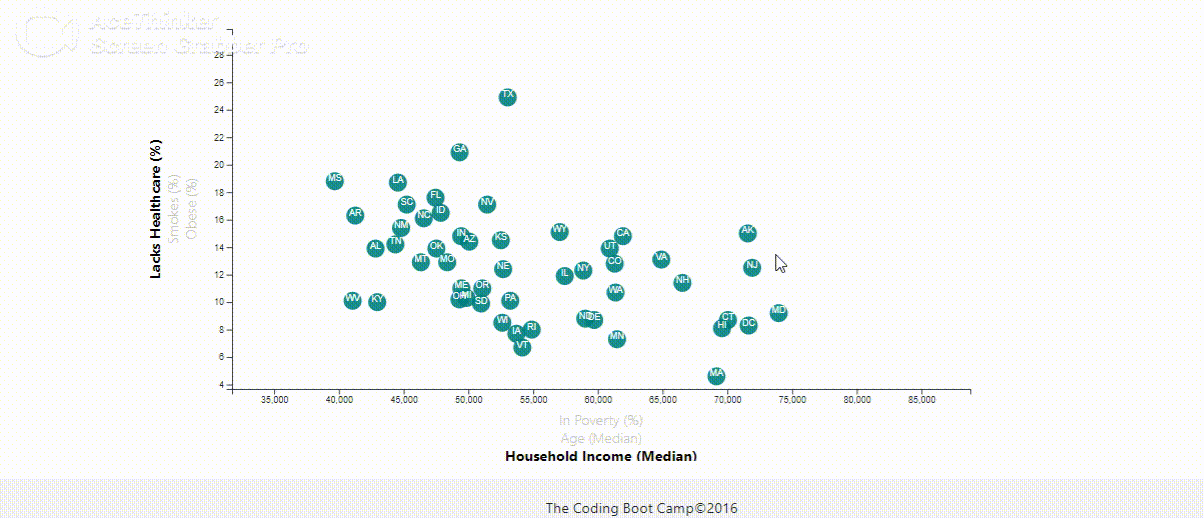 AceThinker
Screen Grabber Pro
28
26
24
22
20
18
16
14
12
10
8
6
4
Lacks Healthcare (%)
Smokes (%)
Obese (%)
TX
GA
MS
LA
FL
SC
NV
ID
AR
NC
NM
IN
AZ
KS
WY
CA
AK
TN
AL
OK
UT
MT
MO
CO
VA
NJ
NE
NY
IL
NH
ME
OR
WA
OH
MI
SD
PA
WV
KY
MD
WI
ND
DE
CT
DC
HI
IA
RI
MN
VT
MA
35,000 40,000 45,000 50,000 55,000 60,000 65,000 70,000 75,000 80,000 85,000
In Poverty (%)
Age (Median)
Household Income (Median)
The Coding Boot Camp©2016